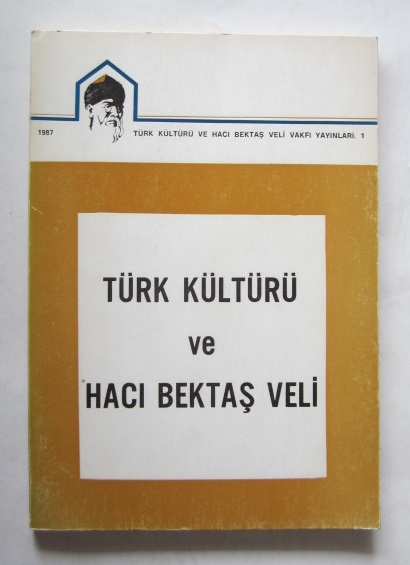 1987
TÜRK KÜLTÜRÜ VE HACI BEKTAŞ VELİ VAKFI YAYINLARI. 1
TÜRK KÜLTÜRÜ
ve
HACI BEKTAŞ VELİ